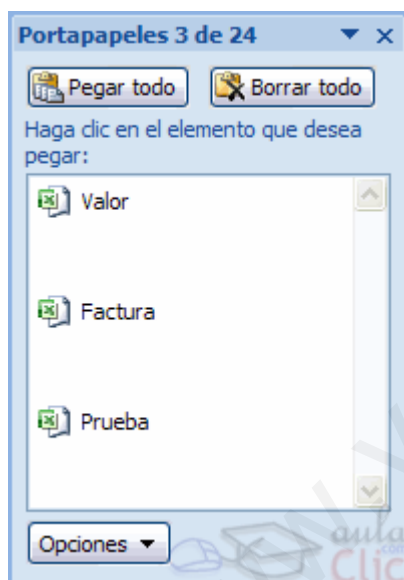 Portapapeles 3 de 24
Pegar todo
Borrar todo
Haga clic en el elemento que desea
pegar:
Valor
Factura
Prueba
Opciones
aula
.com
Clic